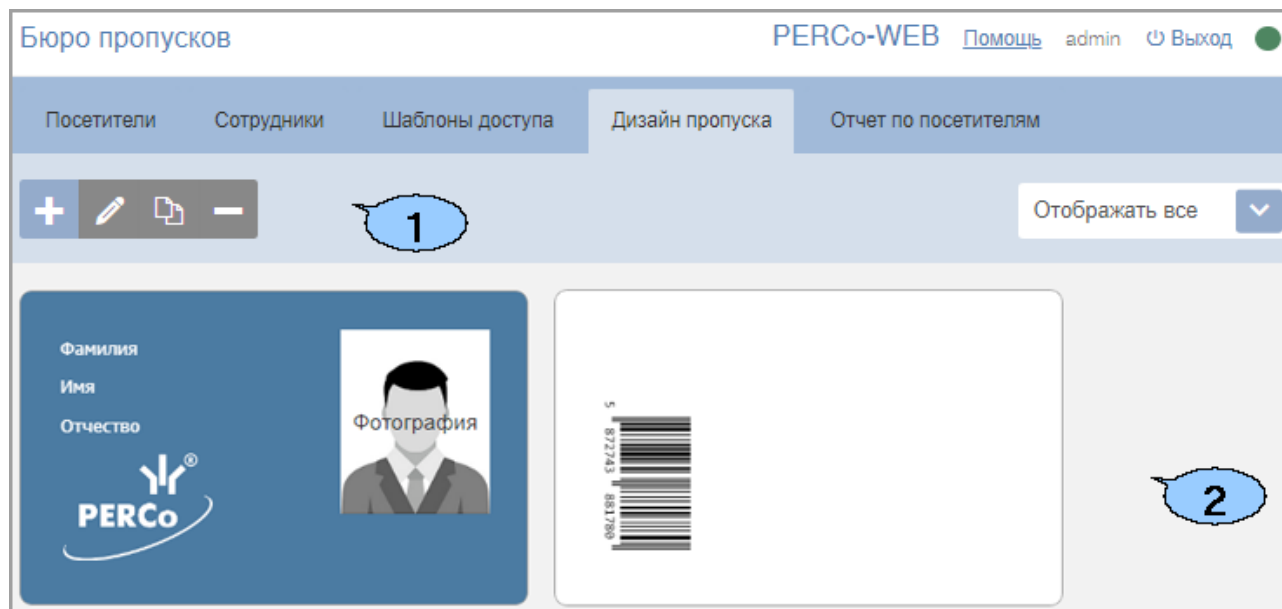 Бюро пропусков PERCo-WEB Помощь admin Выход
Посетители Сотрудники Шаблоны доступа Дизайн пропуска Отчет по посетителям
1 Отображать все
Фамилия
Имя
Отчество
Фотография
PERCo®
5 872743 881780
2